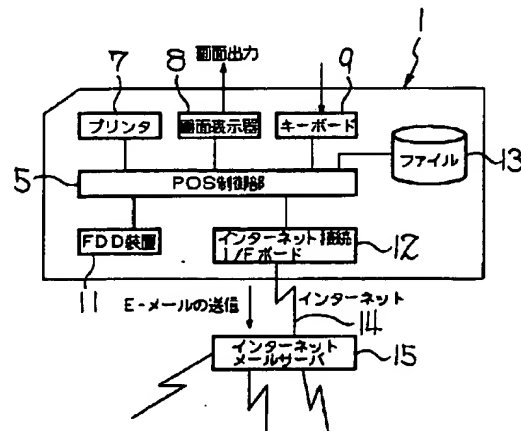 1
7
8
画面出力
9
プリンタ
画面表示器
キーボード
ファイル
13
5
POS制御部
FDD装置
インターネット接続
I/Fボード
12
11
E-メールの送信
インターネット
14
インターネット
メールサーバ
15